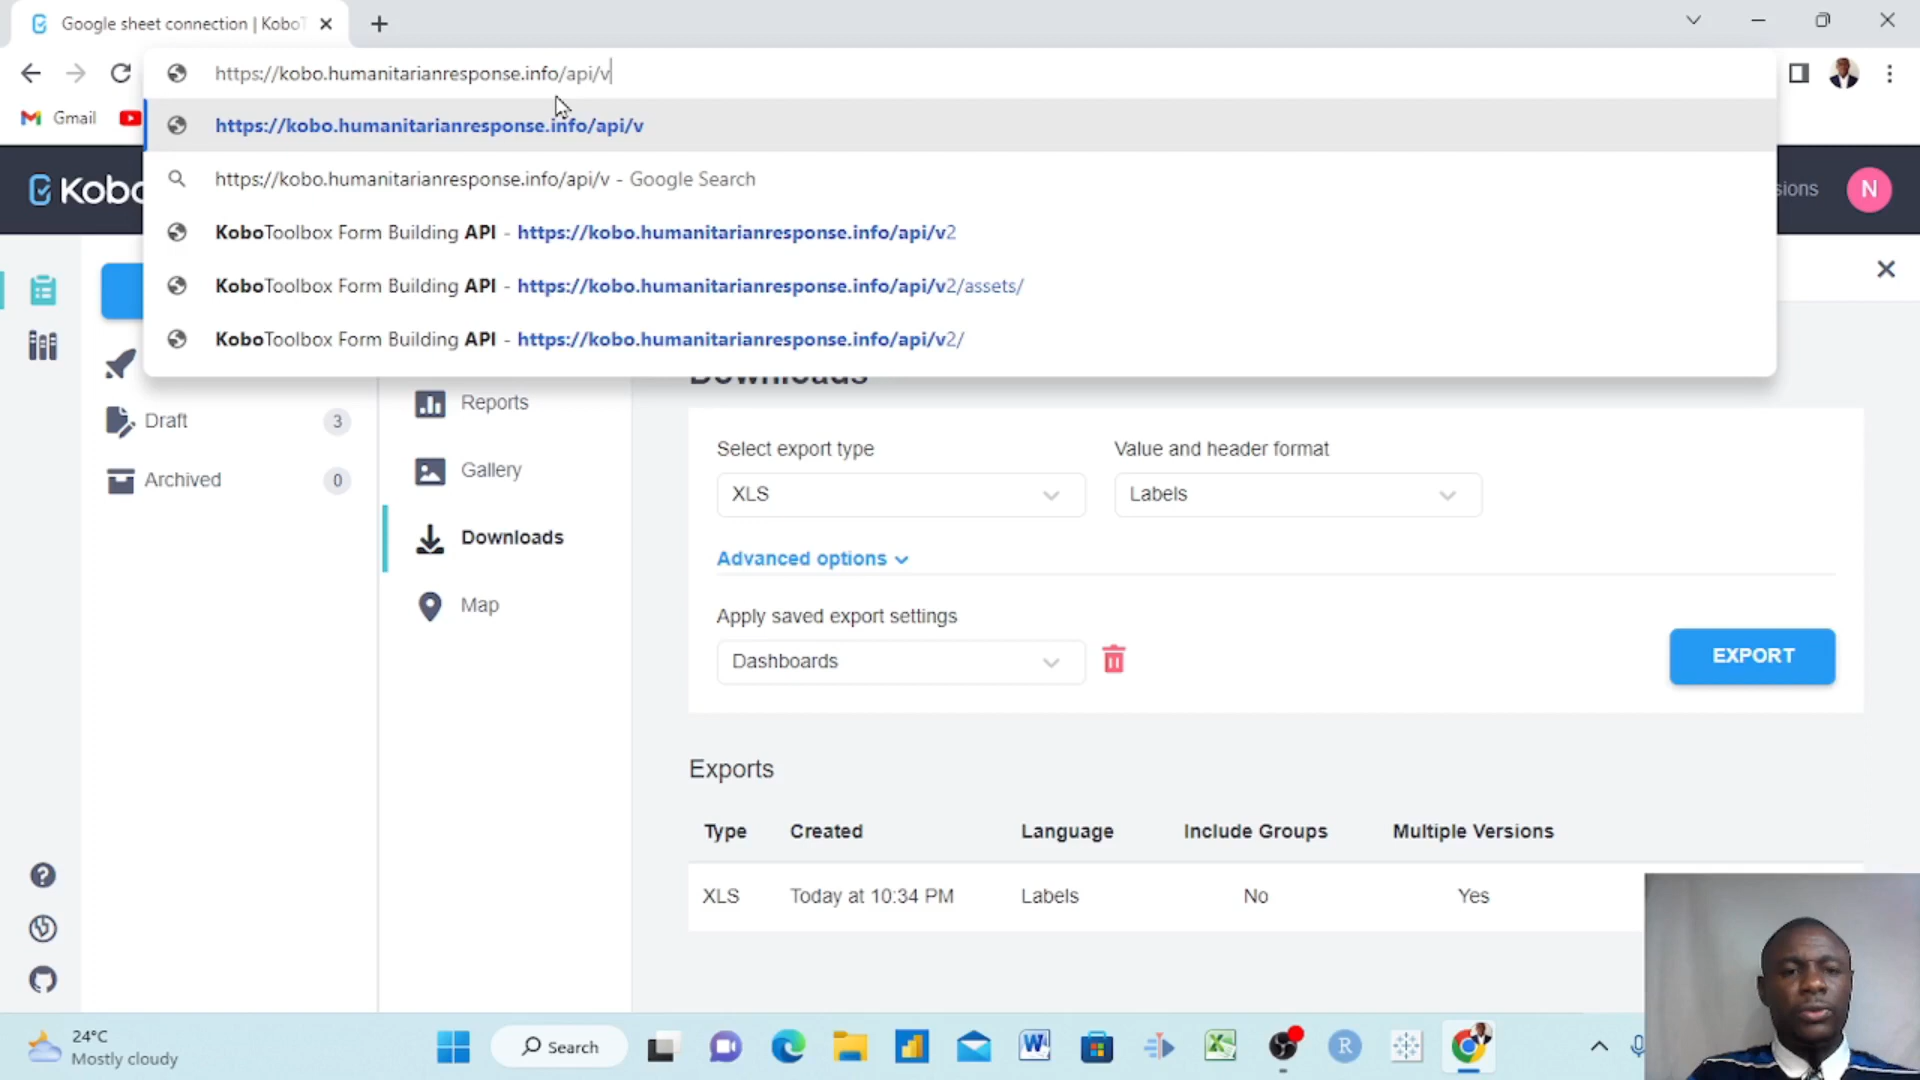 Google sheet connection | Kobo
https://kobo.humanitarianresponse.info/api/v
Gmail
https://kobo.humanitarianresponse.info/api/v
https://kobo.humanitarianresponse.info/api/v - Google Search
Kobo
N
KoboToolbox Form Building API - https://kobo.humanitarianresponse.info/api/v2
KoboToolbox Form Building API - https://kobo.humanitarianresponse.info/api/v2/assets/
KoboToolbox Form Building API - https://kobo.humanitarianresponse.info/api/v2/
Downloads
Draft 3
Archived 0
Reports
Gallery
Downloads
Map
Select export type
Value and header format
XLS
Labels
Advanced options
Apply saved export settings
Dashboards
EXPORT
Exports
Type Created Language Include Groups Multiple Versions
XLS Today at 10:34 PM Labels No Yes
24°C
Mostly cloudy
Search
W
R